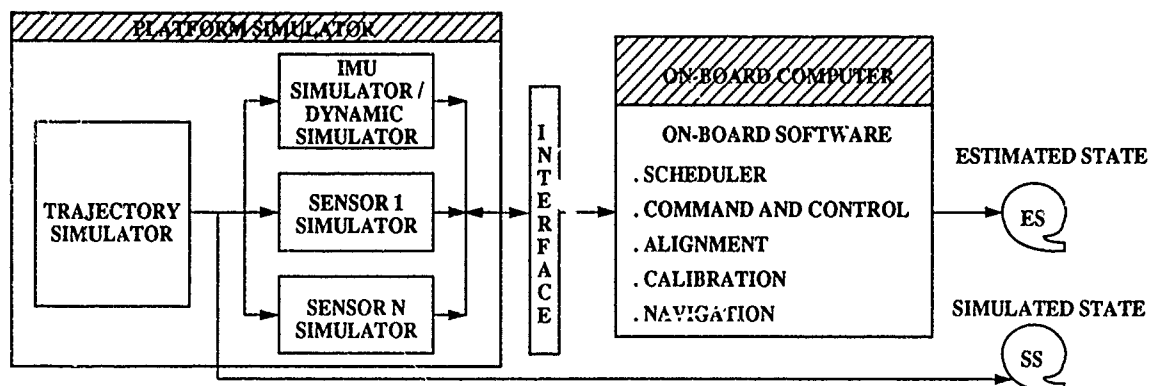 PLATFORM SIMULATOR
TRAJECTORY
SIMULATOR
IMU
SIMULATOR /
DYNAMIC
SIMULATOR
SENSOR 1
SIMULATOR
SENSOR N
SIMULATOR
INTERFACE
ON-BOARD COMPUTER
ON-BOARD SOFTWARE
. SCHEDULER
. COMMAND AND CONTROL
. ALIGNMENT
. CALIBRATION
. NAVIGATION
ESTIMATED STATE
ES
SIMULATED STATE
SS